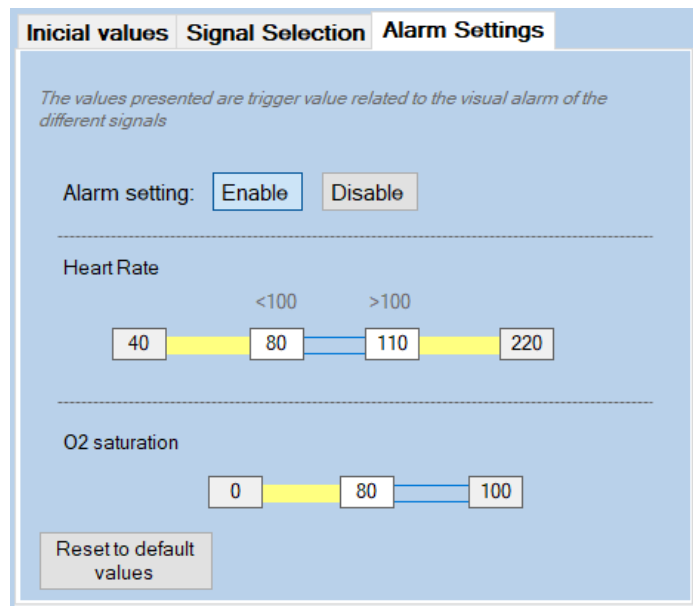 Inicial values Signal Selection Alarm Settings
The values presented are trigger value related to the visual alarm of the
different signals
Alarm setting: Enable Disable
Heart Rate
<100 >100
40 80 110 220
O2 saturation
0 80 100
Reset to default
values